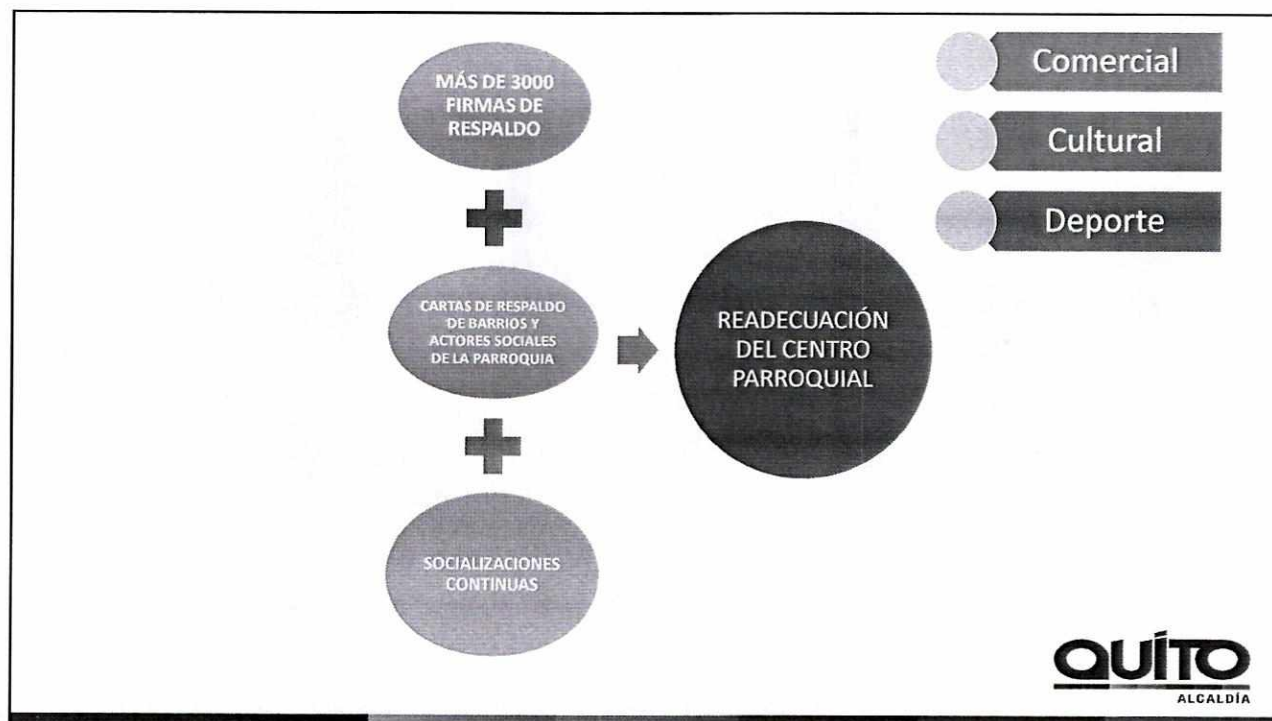 MÁS DE 3000
FIRMAS DE
RESPALDO
CARTAS DE RESPALDO
DE BARRIOS Y
ACTORES SOCIALES
DE LA PARROQUIA
SOCIALIZACIONES
CONTINUAS
READECUACIÓN
DEL CENTRO
PARROQUIAL
Comercial
Cultural
Deporte
QUÍTO
ALCALDÍA